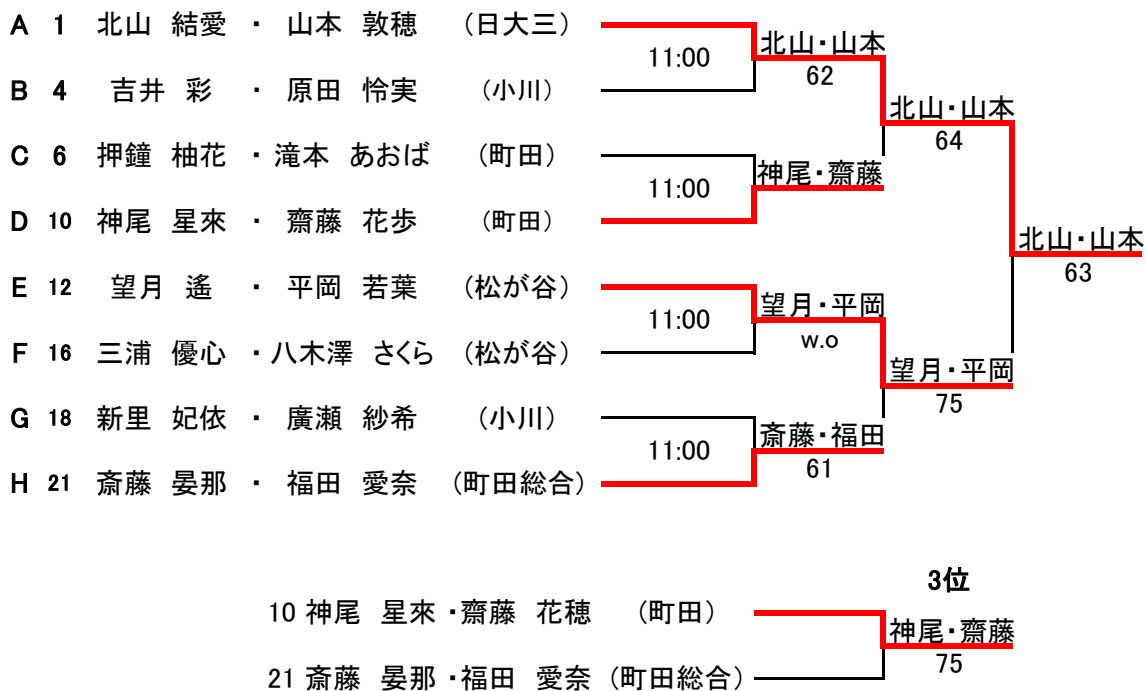 A 1 北山 結愛 ・ 山本 敦穂 (日大三)
11:00
北山・山本
62
B 4 吉井 彩 ・ 原田 怜実 (小川)
北山・山本
64
C 6 押鐘 柚花 ・ 滝本 あおば (町田)
11:00
神尾・齋藤
D 10 神尾 星來 ・ 齋藤 花歩 (町田)
北山・山本
63
E 12 望月 遙 ・ 平岡 若葉 (松が谷)
11:00
望月・平岡
w.o
F 16 三浦 優心 ・八木澤 さくら (松が谷)
望月・平岡
75
G 18 新里 妃依 ・ 廣瀬 紗希 (小川)
11:00
斎藤・福田
61
H 21 斎藤 晏那 ・ 福田 愛奈 (町田総合)
3位
10 神尾 星來 ・齋藤 花穂 (町田)
神尾・齋藤
75
21 斎藤 晏那 ・福田 愛奈 (町田総合)